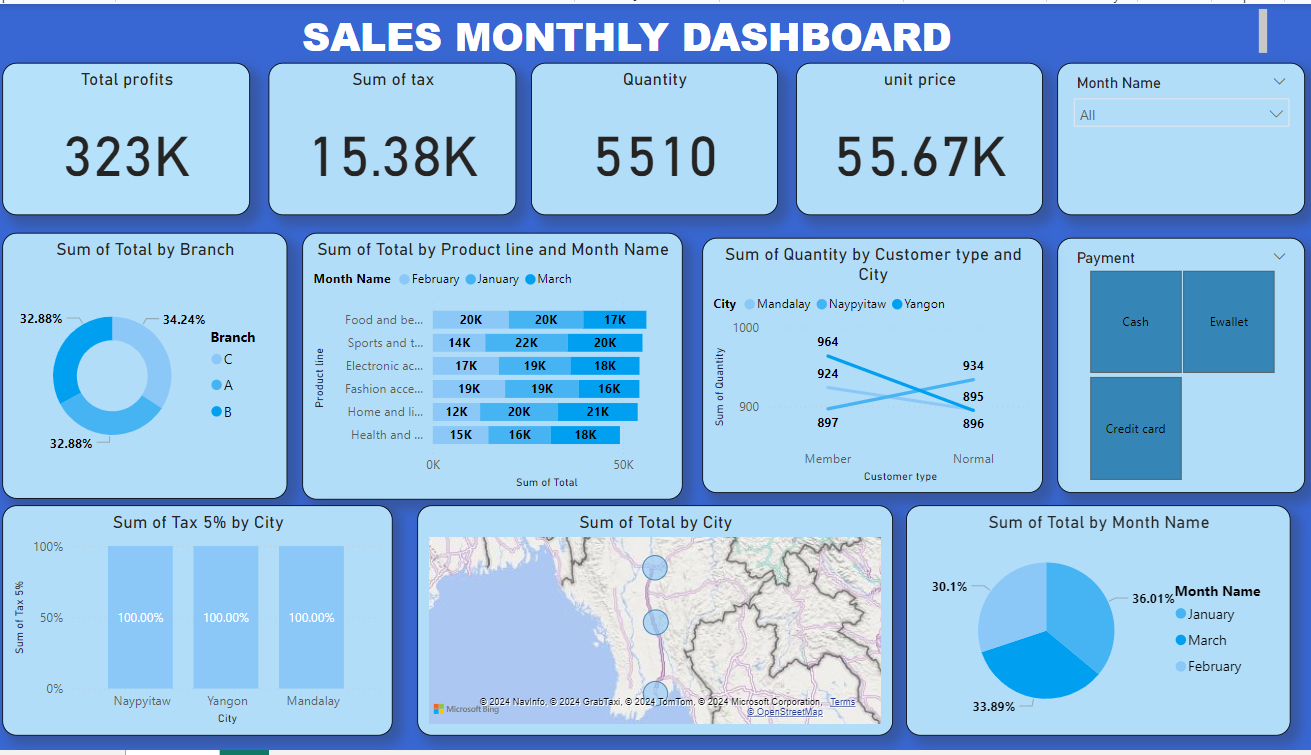 SALES MONTHLY DASHBOARD
Total profits
323K
Sum of tax
15.38K
Quantity
5510
unit price
55.67K
Month Name
All
Sum of Total by Branch
32.88%
34.24%
32.88%
Branch
C
A
B
Sum of Total by Product line and Month Name
Month Name February January March
Product line
Food and be... 20K 20K 17K
Sports and t... 14K 22K 20K
Electronic ac... 17K 19K 18K
Fashion acce... 19K 19K 16K
Home and li... 12K 20K 21K
Health and ... 15K 16K 18K
0K 50K
Sum of Total
Sum of Quantity by Customer type and
City
City Mandalay Naypyitaw Yangon
Sum of Quantity
1000
900
964
924
897
934
895
896
Member Normal
Customer type
Payment
Cash
Ewallet
Credit card
Sum of Tax 5% by City
Sum of Tax 5%
100%
50%
0%
100.00% 100.00% 100.00%
Naypyitaw Yangon Mandalay
City
Sum of Total by City
© 2024 NavInfo, © 2024 GrabTaxi, © 2024 TomTom, © 2024 Microsoft Corporation, Terms
Microsoft Bing
© OpenStreetMap
Sum of Total by Month Name
30.1%
36.01%
33.89%
Month Name
January
March
February